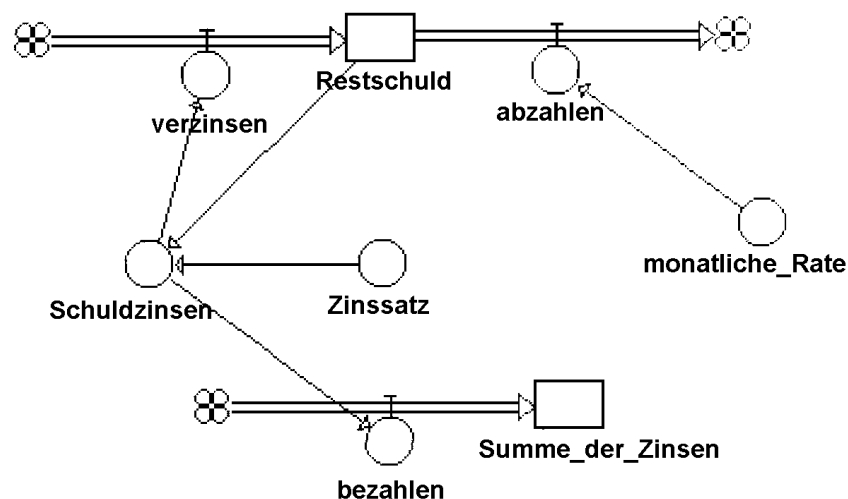 Restschuld
verzinsen
abzahlen
monatliche_Rate
Schuldzinsen
Zinssatz
Summe_der_Zinsen
bezahlen